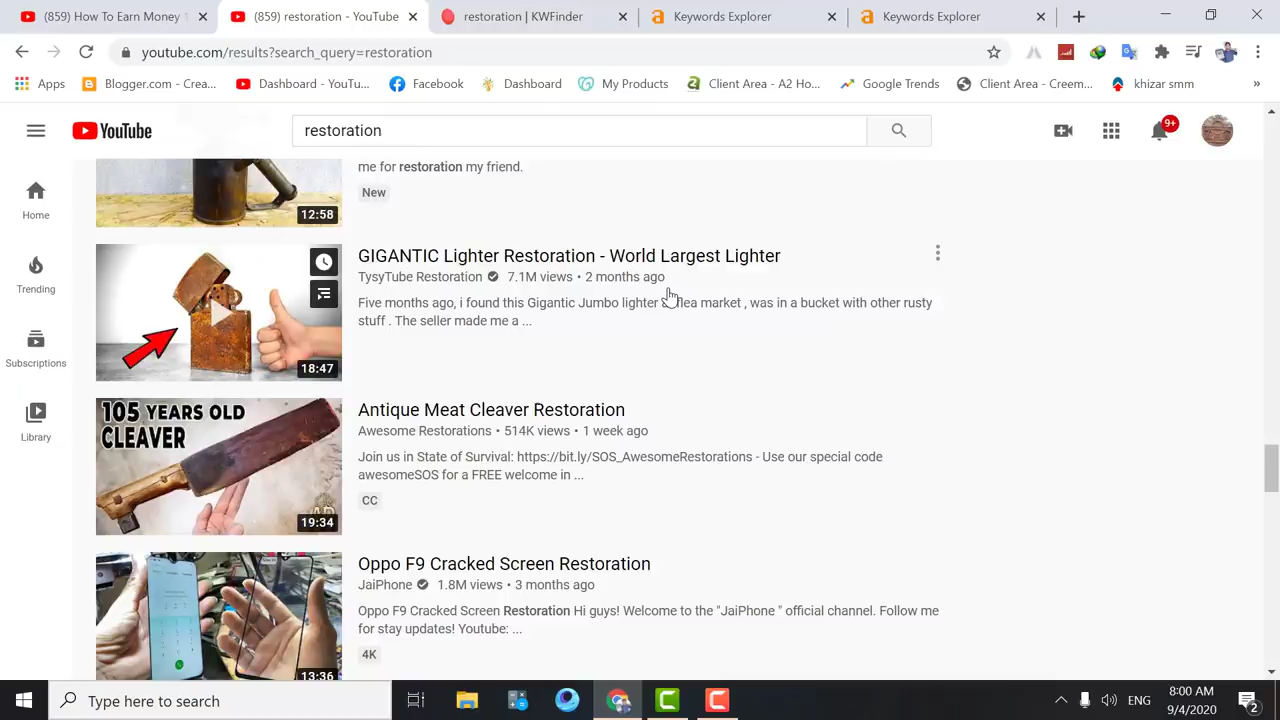 (859) How To Earn Money 1
(859) restoration - YouTube
restoration | KWFinder
Keywords Explorer
Keywords Explorer
youtube.com/results?search_query=restoration
Apps
Blogger.com - Crea...
Dashboard - YouTu...
Facebook
Dashboard
My Products
Client Area - A2 Ho...
Google Trends
Client Area - Creem...
khizar smm
YouTube
restoration
9+
Home
Trending
Subscriptions
Library
me for restoration my friend.
New
12:58
GIGANTIC Lighter Restoration - World Largest Lighter
TysyTube Restoration 7.1M views • 2 months ago
Five months ago, i found this Gigantic Jumbo lighter flea market , was in a bucket with other rusty
stuff . The seller made me a ...
18:47
105 YEARS OLD
CLEAVER
19:34
Antique Meat Cleaver Restoration
Awesome Restorations • 514K views • 1 week ago
Join us in State of Survival: https://bit.ly/SOS_AwesomeRestorations - Use our special code
awesomeSOS for a FREE welcome in ...
CC
Oppo F9 Cracked Screen Restoration
JaiPhone 1.8M views • 3 months ago
Oppo F9 Cracked Screen Restoration Hi guys! Welcome to the "JaiPhone " official channel. Follow me
for stay updates! Youtube: ...
4K
13:36
Type here to search
ENG
8:00 AM
9/4/2020
2